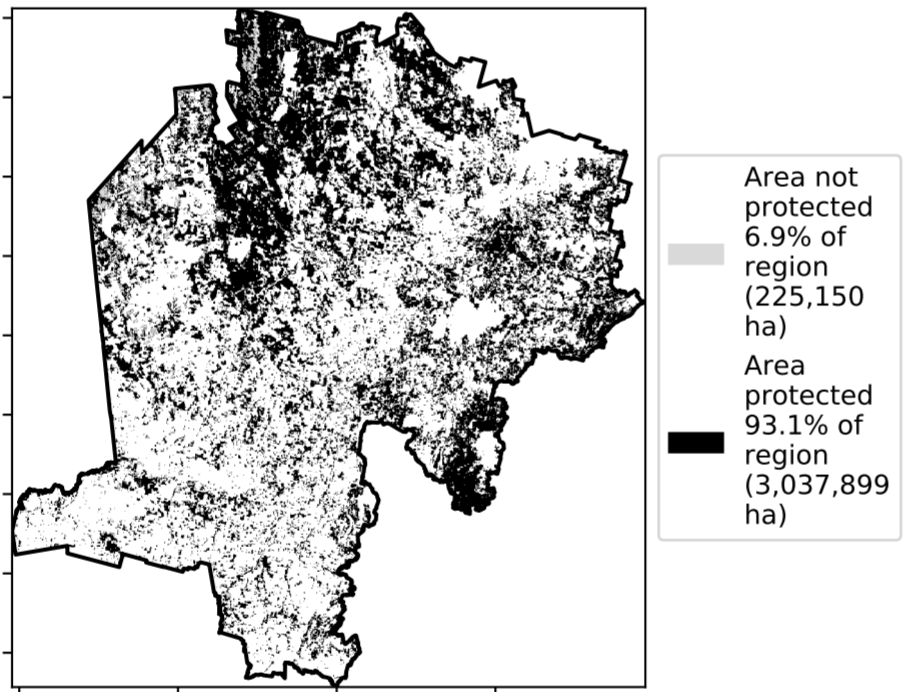 Area not
protected
6.9% of
region
(225,150
ha)
Area
protected
93.1% of
region
(3,037,899
ha)